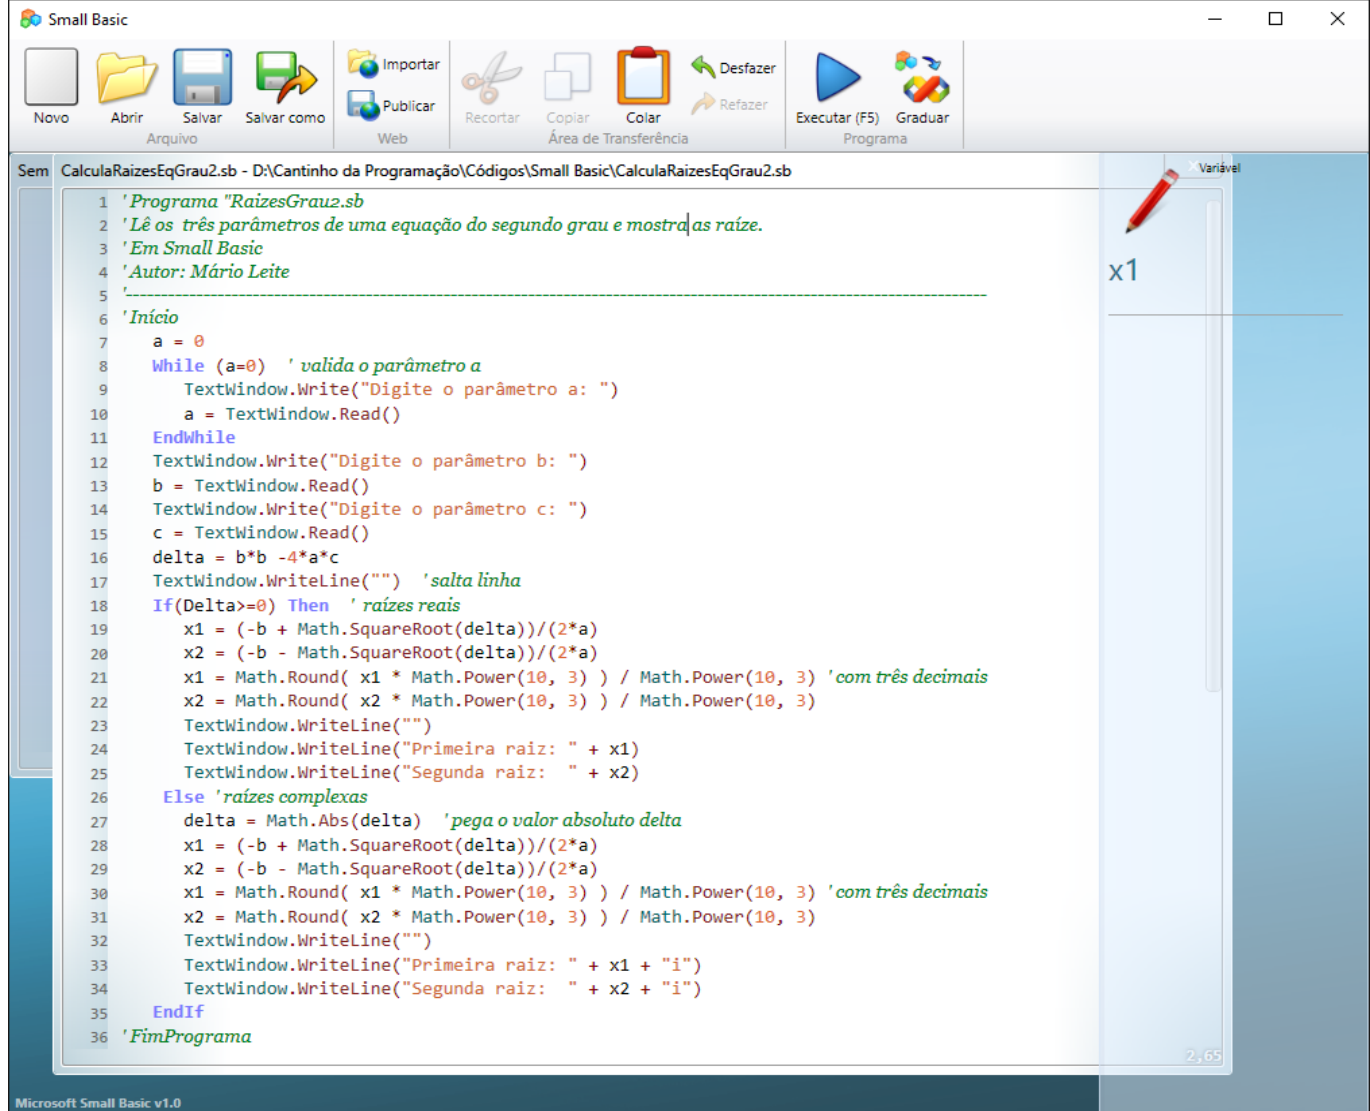 Small Basic
Novo
Abrir
Salvar
Salvar como
Arquivo
Importar
Publicar
Web
Recortar
Copiar
Colar
Desfazer
Refazer
Área de Transferência
Executar (F5)
Graduar
Programa
Sem
CalculaRaizesEqGrau2.sb - D:\Cantinho da Programação\Códigos\Small Basic\CalculaRaizesEqGrau2.sb
Variável
x1
1 ' Programa "RaizesGrau2.sb
2 ' Lê os  três parâmetros de uma equação do segundo grau e mostra as raíze.
3 ' Em Small Basic
4 ' Autor: Mário Leite
5 '-----------------------------------------------------------------------------------------------------------------------
6 ' Início
7 a = 0
8 While (a=0)  ' valida o parâmetro a
9 TextWindow.Write("Digite o parâmetro a: ")
10 a = TextWindow.Read()
11 EndWhile
12 TextWindow.Write("Digite o parâmetro b: ")
13 b = TextWindow.Read()
14 TextWindow.Write("Digite o parâmetro c: ")
15 c = TextWindow.Read()
16 delta = b*b -4*a*c
17 TextWindow.WriteLine("")  'salta linha
18 If(Delta>=0) Then  ' raízes reais
19 x1 = (-b + Math.SquareRoot(delta))/(2*a)
20 x2 = (-b - Math.SquareRoot(delta))/(2*a)
21 x1 = Math.Round( x1 * Math.Power(10, 3) ) / Math.Power(10, 3) 'com três decimais
22 x2 = Math.Round( x2 * Math.Power(10, 3) ) / Math.Power(10, 3)
23 TextWindow.WriteLine("")
24 TextWindow.WriteLine("Primeira raiz: " + x1)
25 TextWindow.WriteLine("Segunda raiz:  " + x2)
26 Else 'raízes complexas
27 delta = Math.Abs(delta)  'pega o valor absoluto delta
28 x1 = (-b + Math.SquareRoot(delta))/(2*a)
29 x2 = (-b - Math.SquareRoot(delta))/(2*a)
30 x1 = Math.Round( x1 * Math.Power(10, 3) ) / Math.Power(10, 3) 'com três decimais
31 x2 = Math.Round( x2 * Math.Power(10, 3) ) / Math.Power(10, 3)
32 TextWindow.WriteLine("")
33 TextWindow.WriteLine("Primeira raiz: " + x1 + "i")
34 TextWindow.WriteLine("Segunda raiz:  " + x2 + "i")
35 EndIf
36 ' FimPrograma
2,65
Microsoft Small Basic v1.0